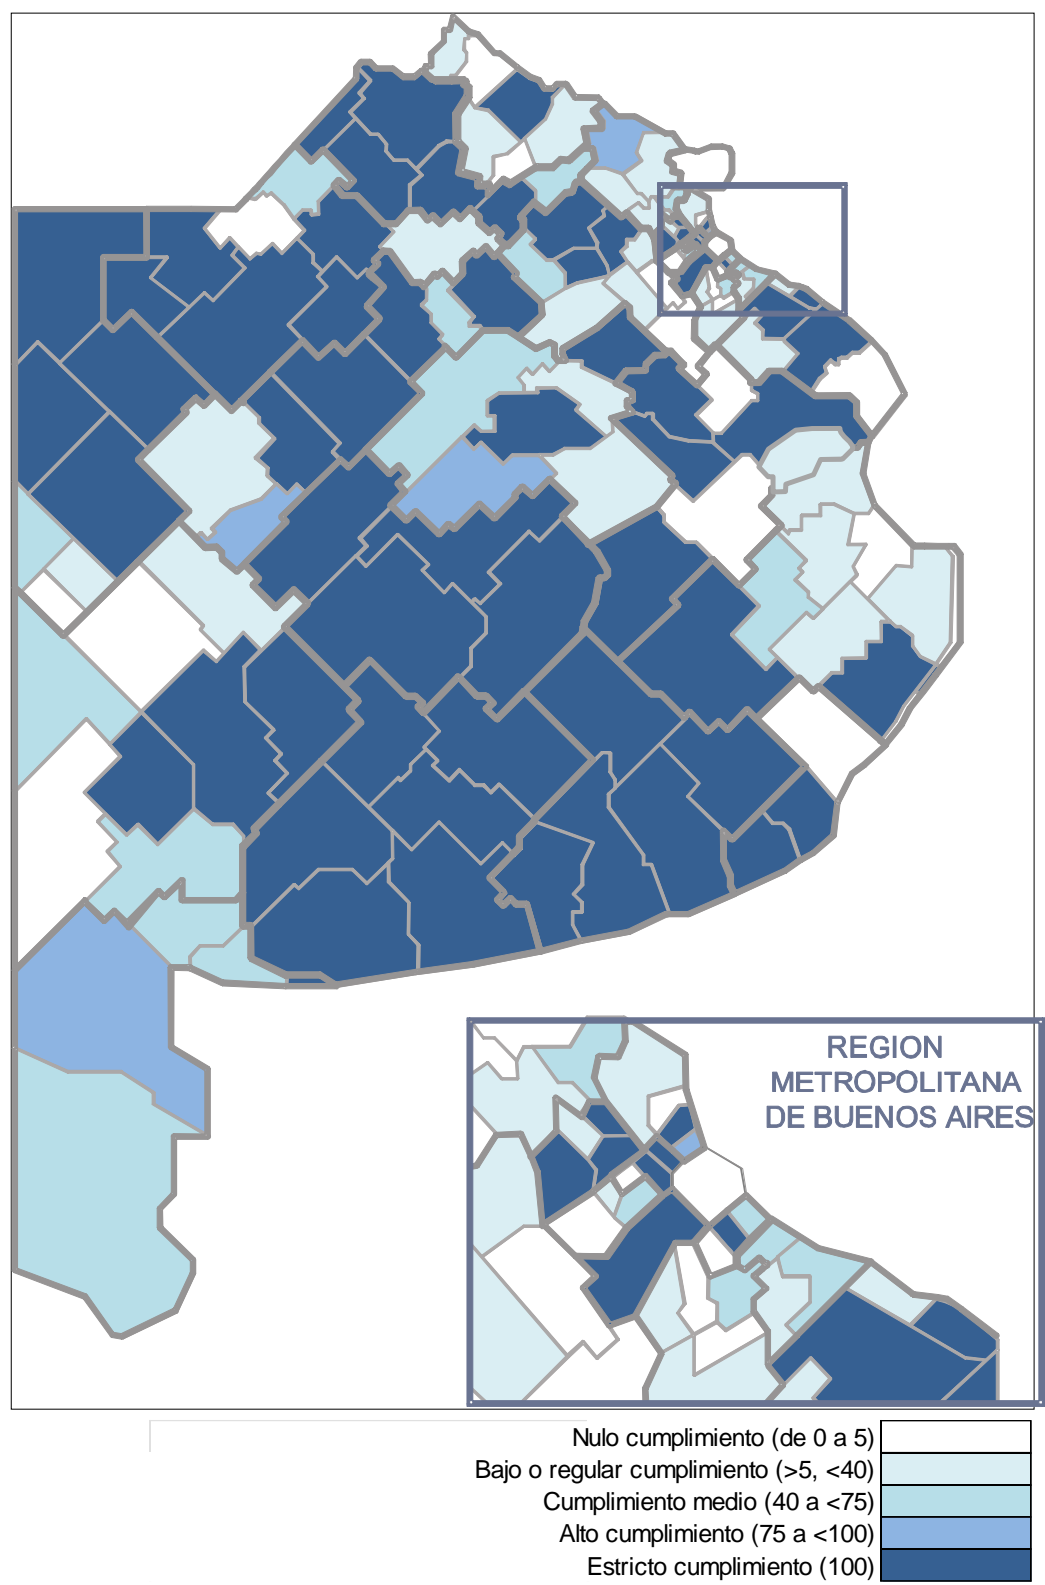 REGION
METROPOLITANA
DE BUENOS AIRES
Nulo cumplimiento (de 0 a 5)
Bajo o regular cumplimiento (>5, <40)
Cumplimiento medio (40 a <75)
Alto cumplimiento (75 a <100)
Estricto cumplimiento (100)